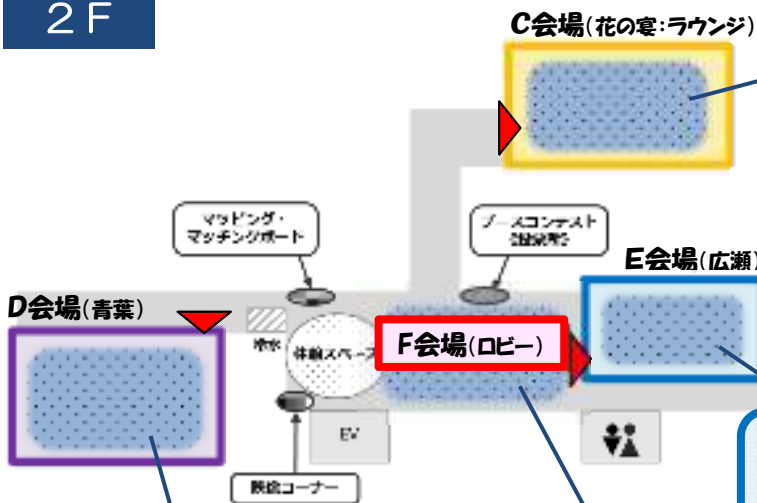 ２Ｆ
C会場(花の宴:ラウンジ)
マッピング・
マッチングボート
ブースコンテスト
E会場(広瀬)
D会場(青葉)
体験スペース
F会場(ロビー)
EV
映像コーナー